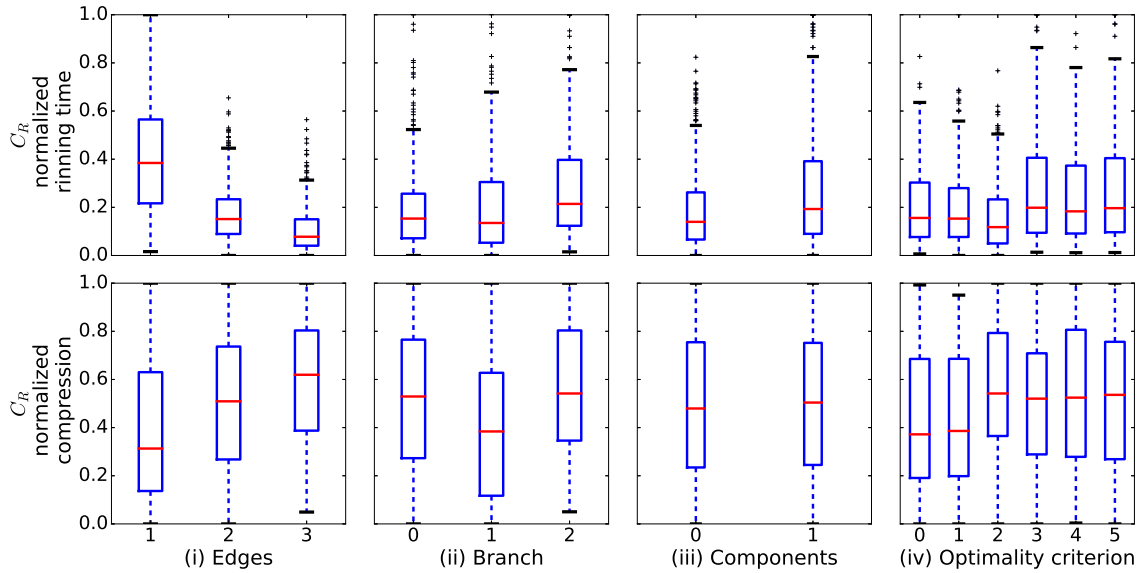 C_R
normalized
rinning time
1.0
0.8
0.6
0.4
0.2
0.0
C_R
normalized
compression
1.0
0.8
0.6
0.4
0.2
0.0
1 2 3
(i) Edges
0 1 2
(ii) Branch
0 1
(iii) Components
0 1 2 3 4 5
(iv) Optimality criterion